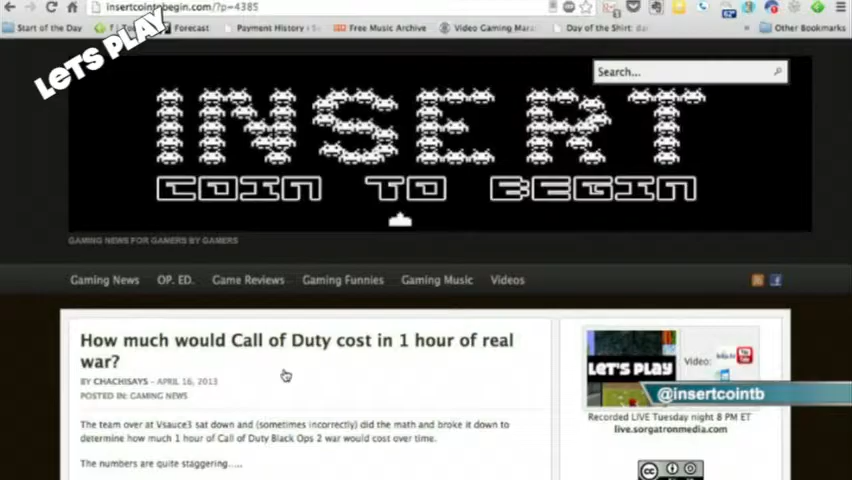 insertcointobegin.com/?p=4385
Start of the Day
Forecast
Payment History
Free Music Archive
Video Gaming Mara
Day of the Shirt: da
Other Bookmarks
LETS PLAY
Search...
INSERT
COIN TO BEGIN
GAMING NEWS FOR GAMERS BY GAMERS
Gaming News OP. ED. Game Reviews Gaming Funnies Gaming Music Videos
How much would Call of Duty cost in 1 hour of real
war?
BY CHACHISAYS – APRIL 16, 2013
POSTED IN: GAMING NEWS
The team over at Vsauce3 sat down and (sometimes incorrectly) did the math and broke it down to
determine how much 1 hour of Call of Duty Black Ops 2 war would cost over time.
The numbers are quite staggering.....
LET'S PLAY
Video:
@insertcointb
Recorded LIVE Tuesday night 8 PM ET
live.sorgatronmedia.com